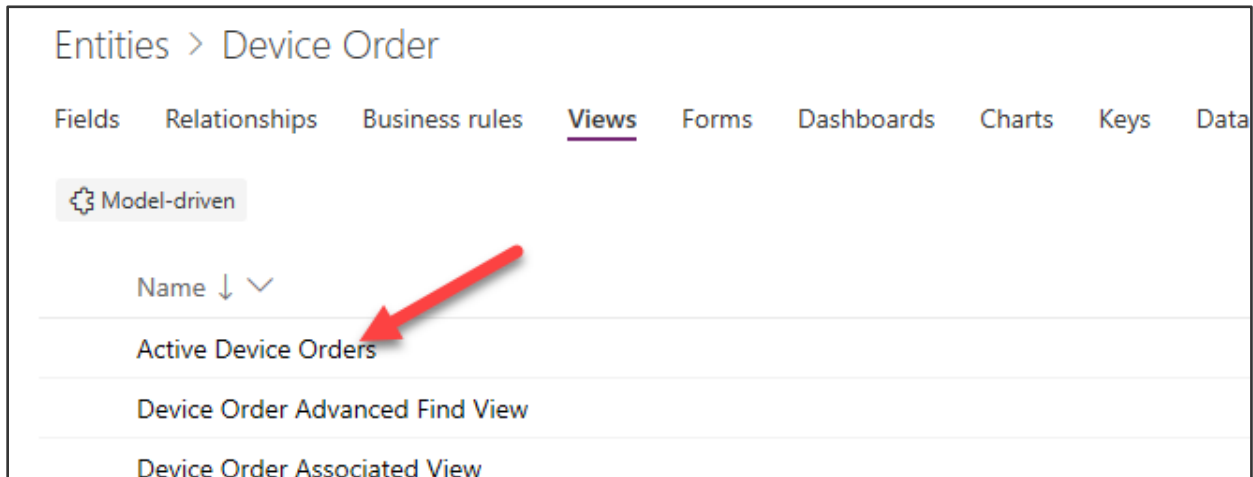 Entities > Device Order
Fields Relationships Business rules Views Forms Dashboards Charts Keys Data
Model-driven
Name ↓
Active Device Orders
Device Order Advanced Find View
Device Order Associated View